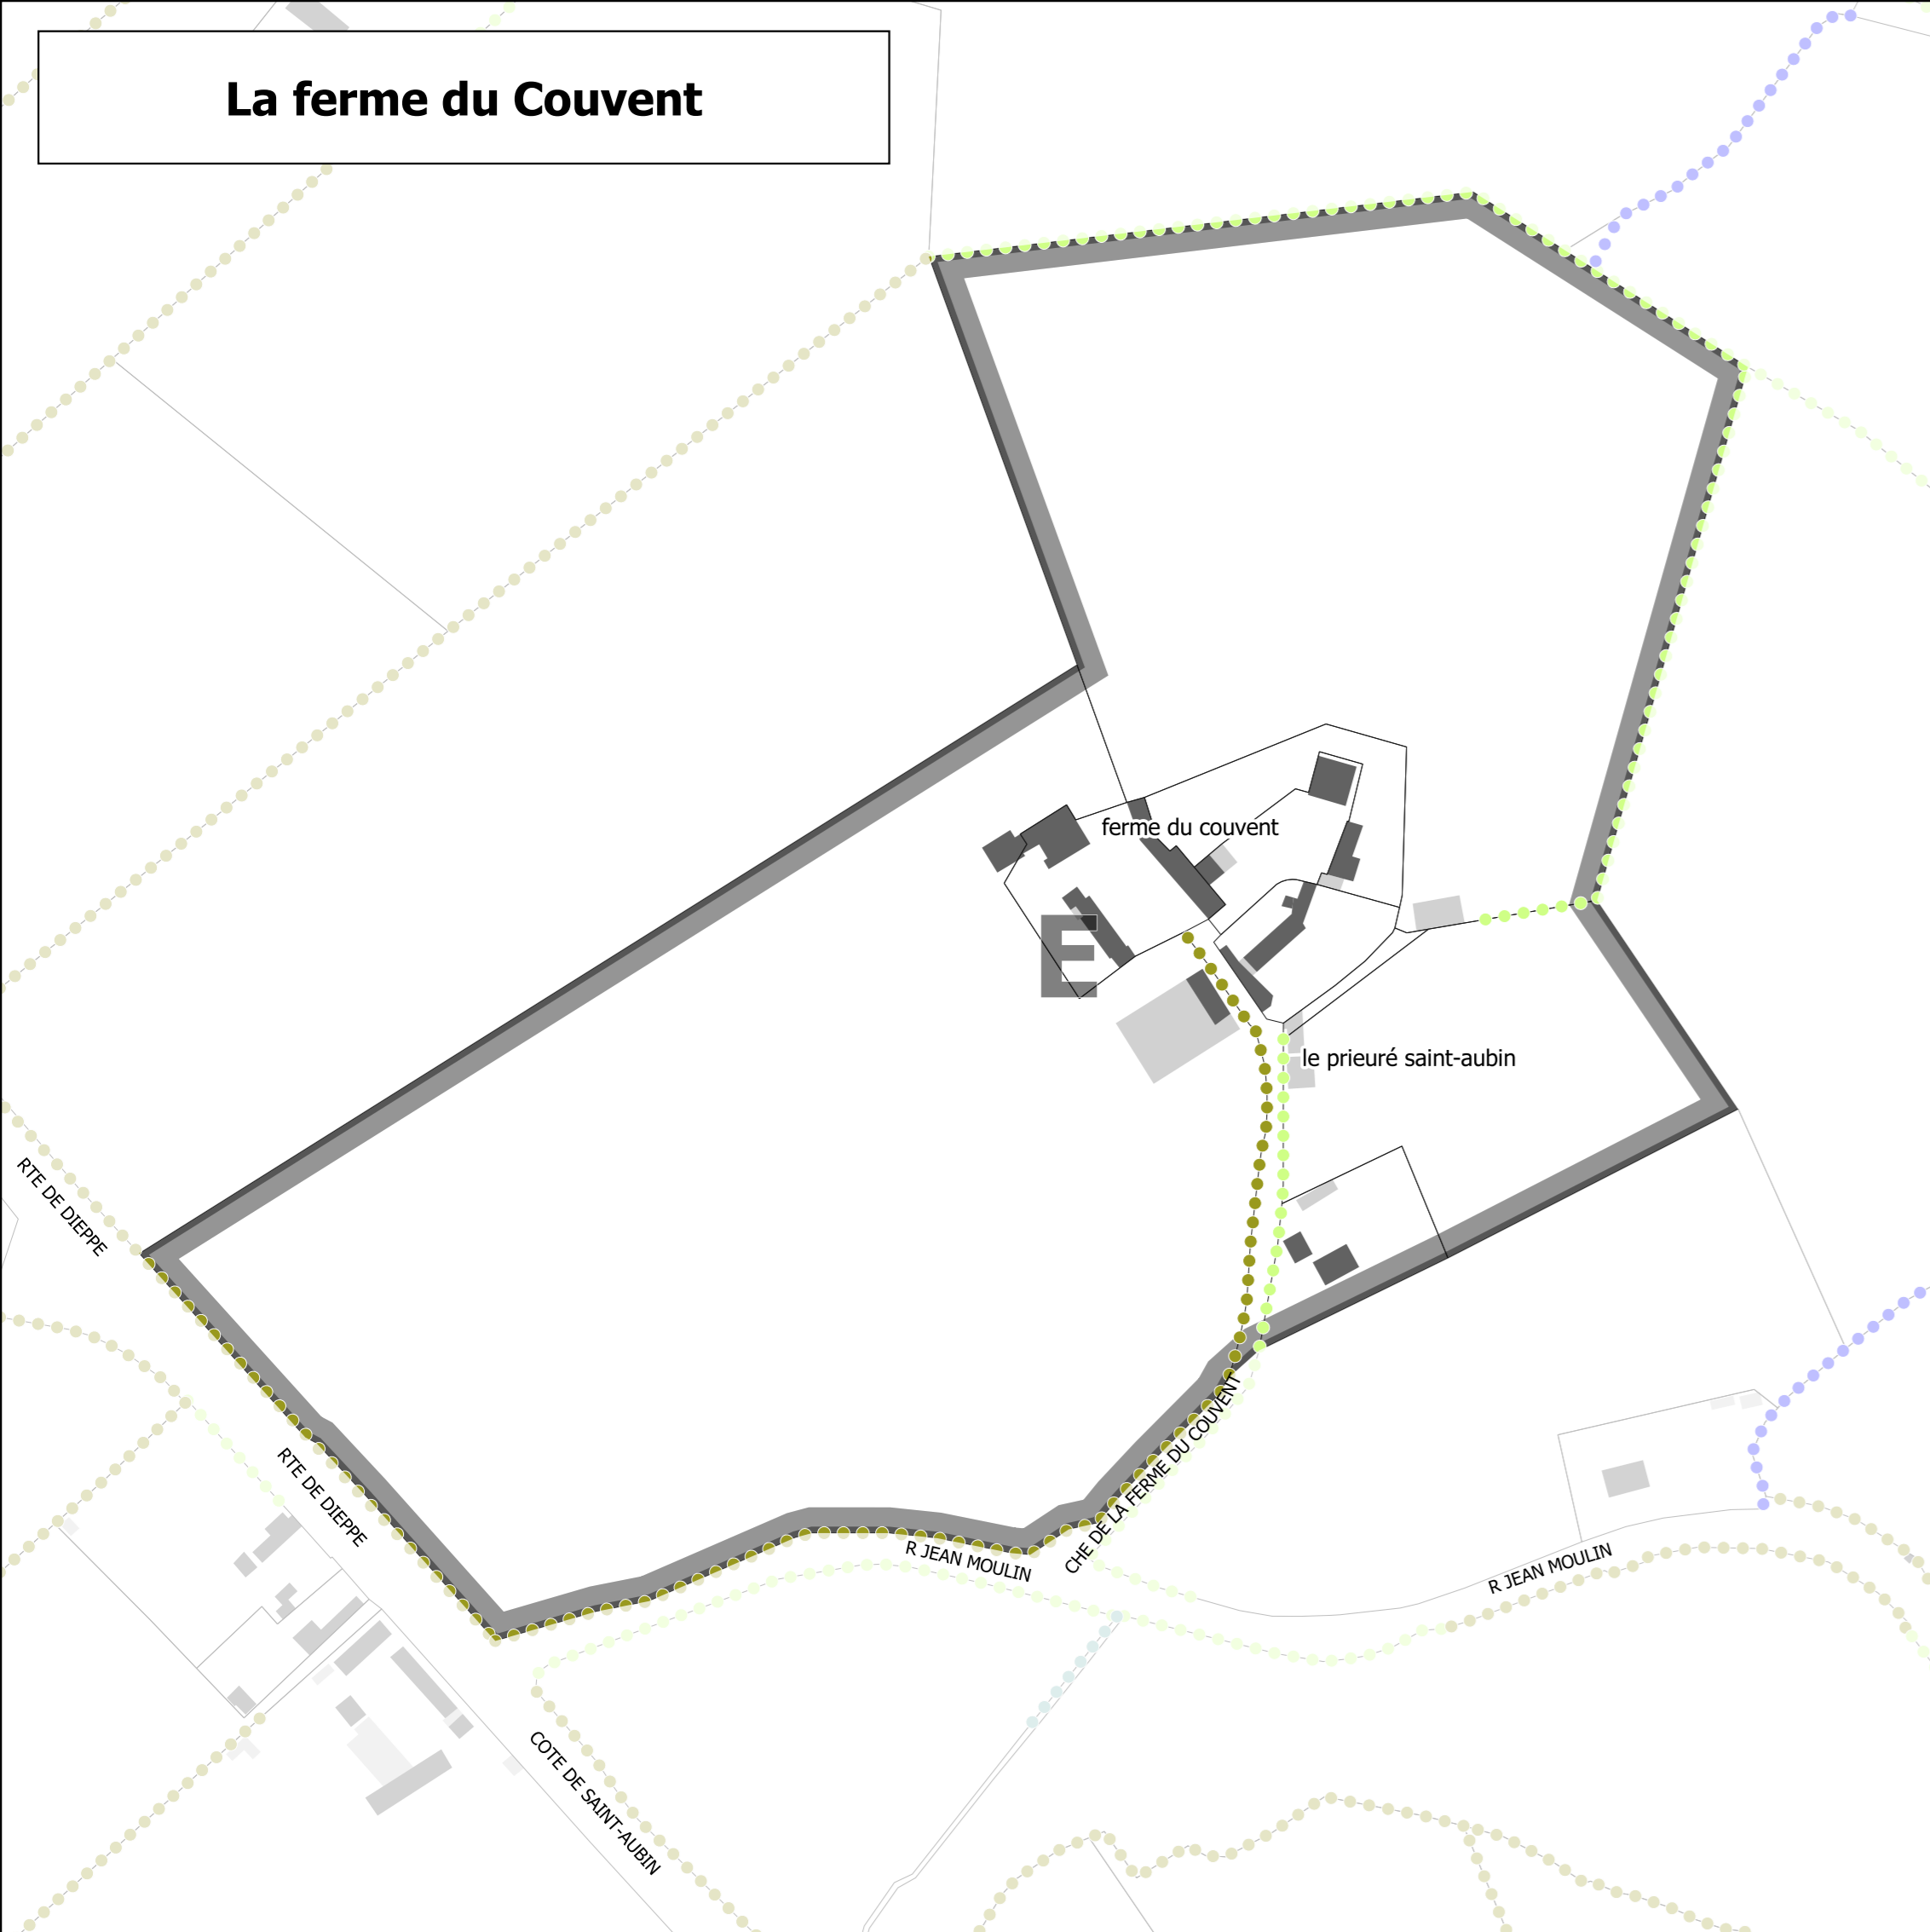 La ferme du Couvent
ferme du couvent
E
le prieuré saint-aubin
RTE DE DIEPPE
RTE DE DIEPPE
CHE DE LA FERME DU COUVENT
R JEAN MOULIN
R JEAN MOULIN
COTE DE SAINT-AUBIN